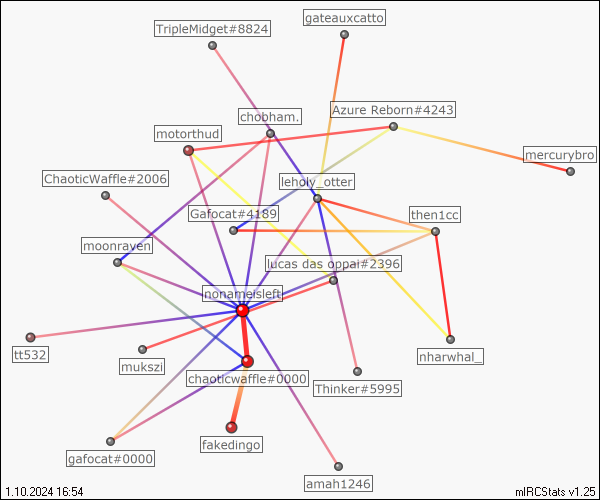 gateauxcatto
TripleMidget#8824
Azure Reborn#4243
chobham.
motorthud
mercurybro
ChaoticWaffle#2006
leholy_otter
Gafocat#4189
then1cc
moonraven
lucas das oppai#2396
nonameisleft
tt532
mukszi
nharwhal_
chaoticwaffle#0000
Thinker#5995
fakedingo
gafocat#0000
amah1246
1.10.2024 16:54
mIRCStats v1.25